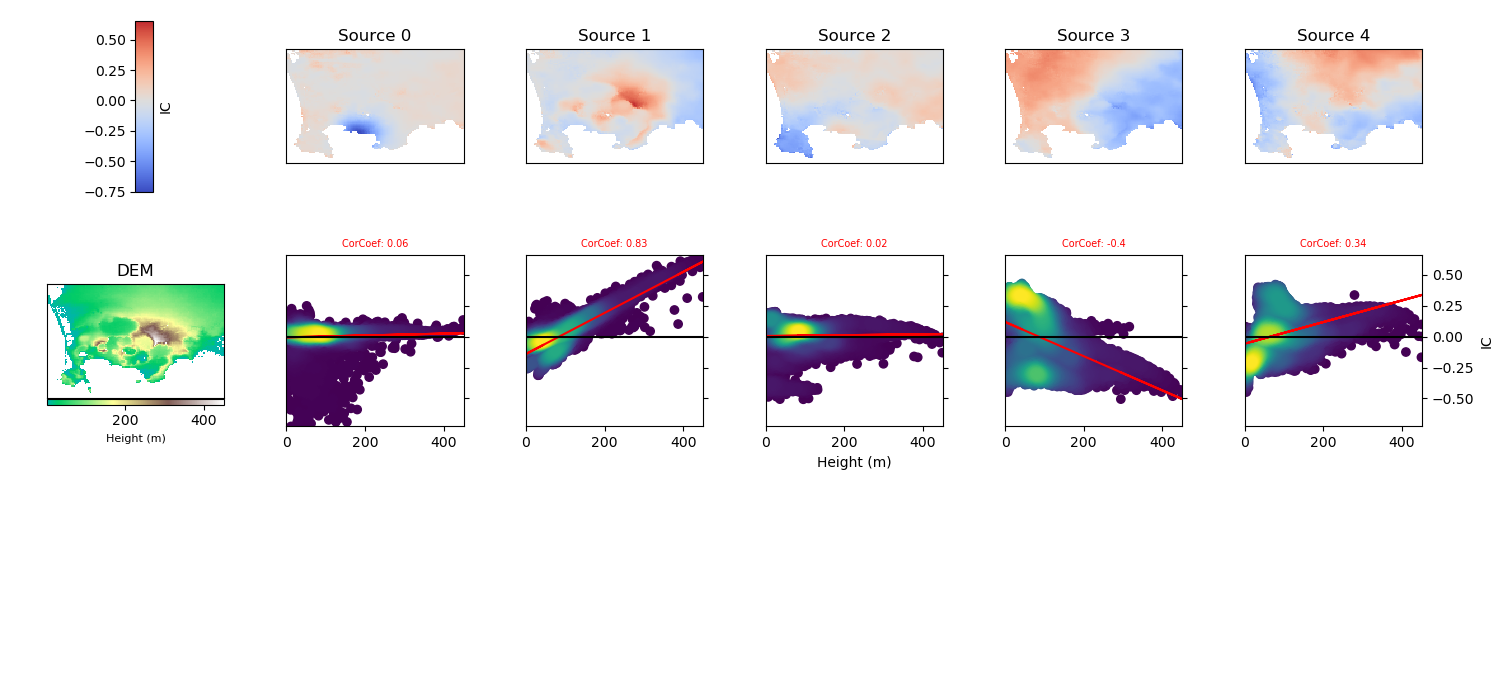 Source 0 Source 1 Source 2 Source 3 Source 4
0.50
0.25
0.00
−0.25
−0.50
−0.75
IC
CorCoef: 0.06 CorCoef: 0.83 CorCoef: 0.02 CorCoef: -0.4 CorCoef: 0.34
DEM
200 400
Height (m)
0 200 400 0 200 400 0 200 400 0 200 400 0 200 400
Height (m)
0.50
0.25
0.00
−0.25
−0.50
IC